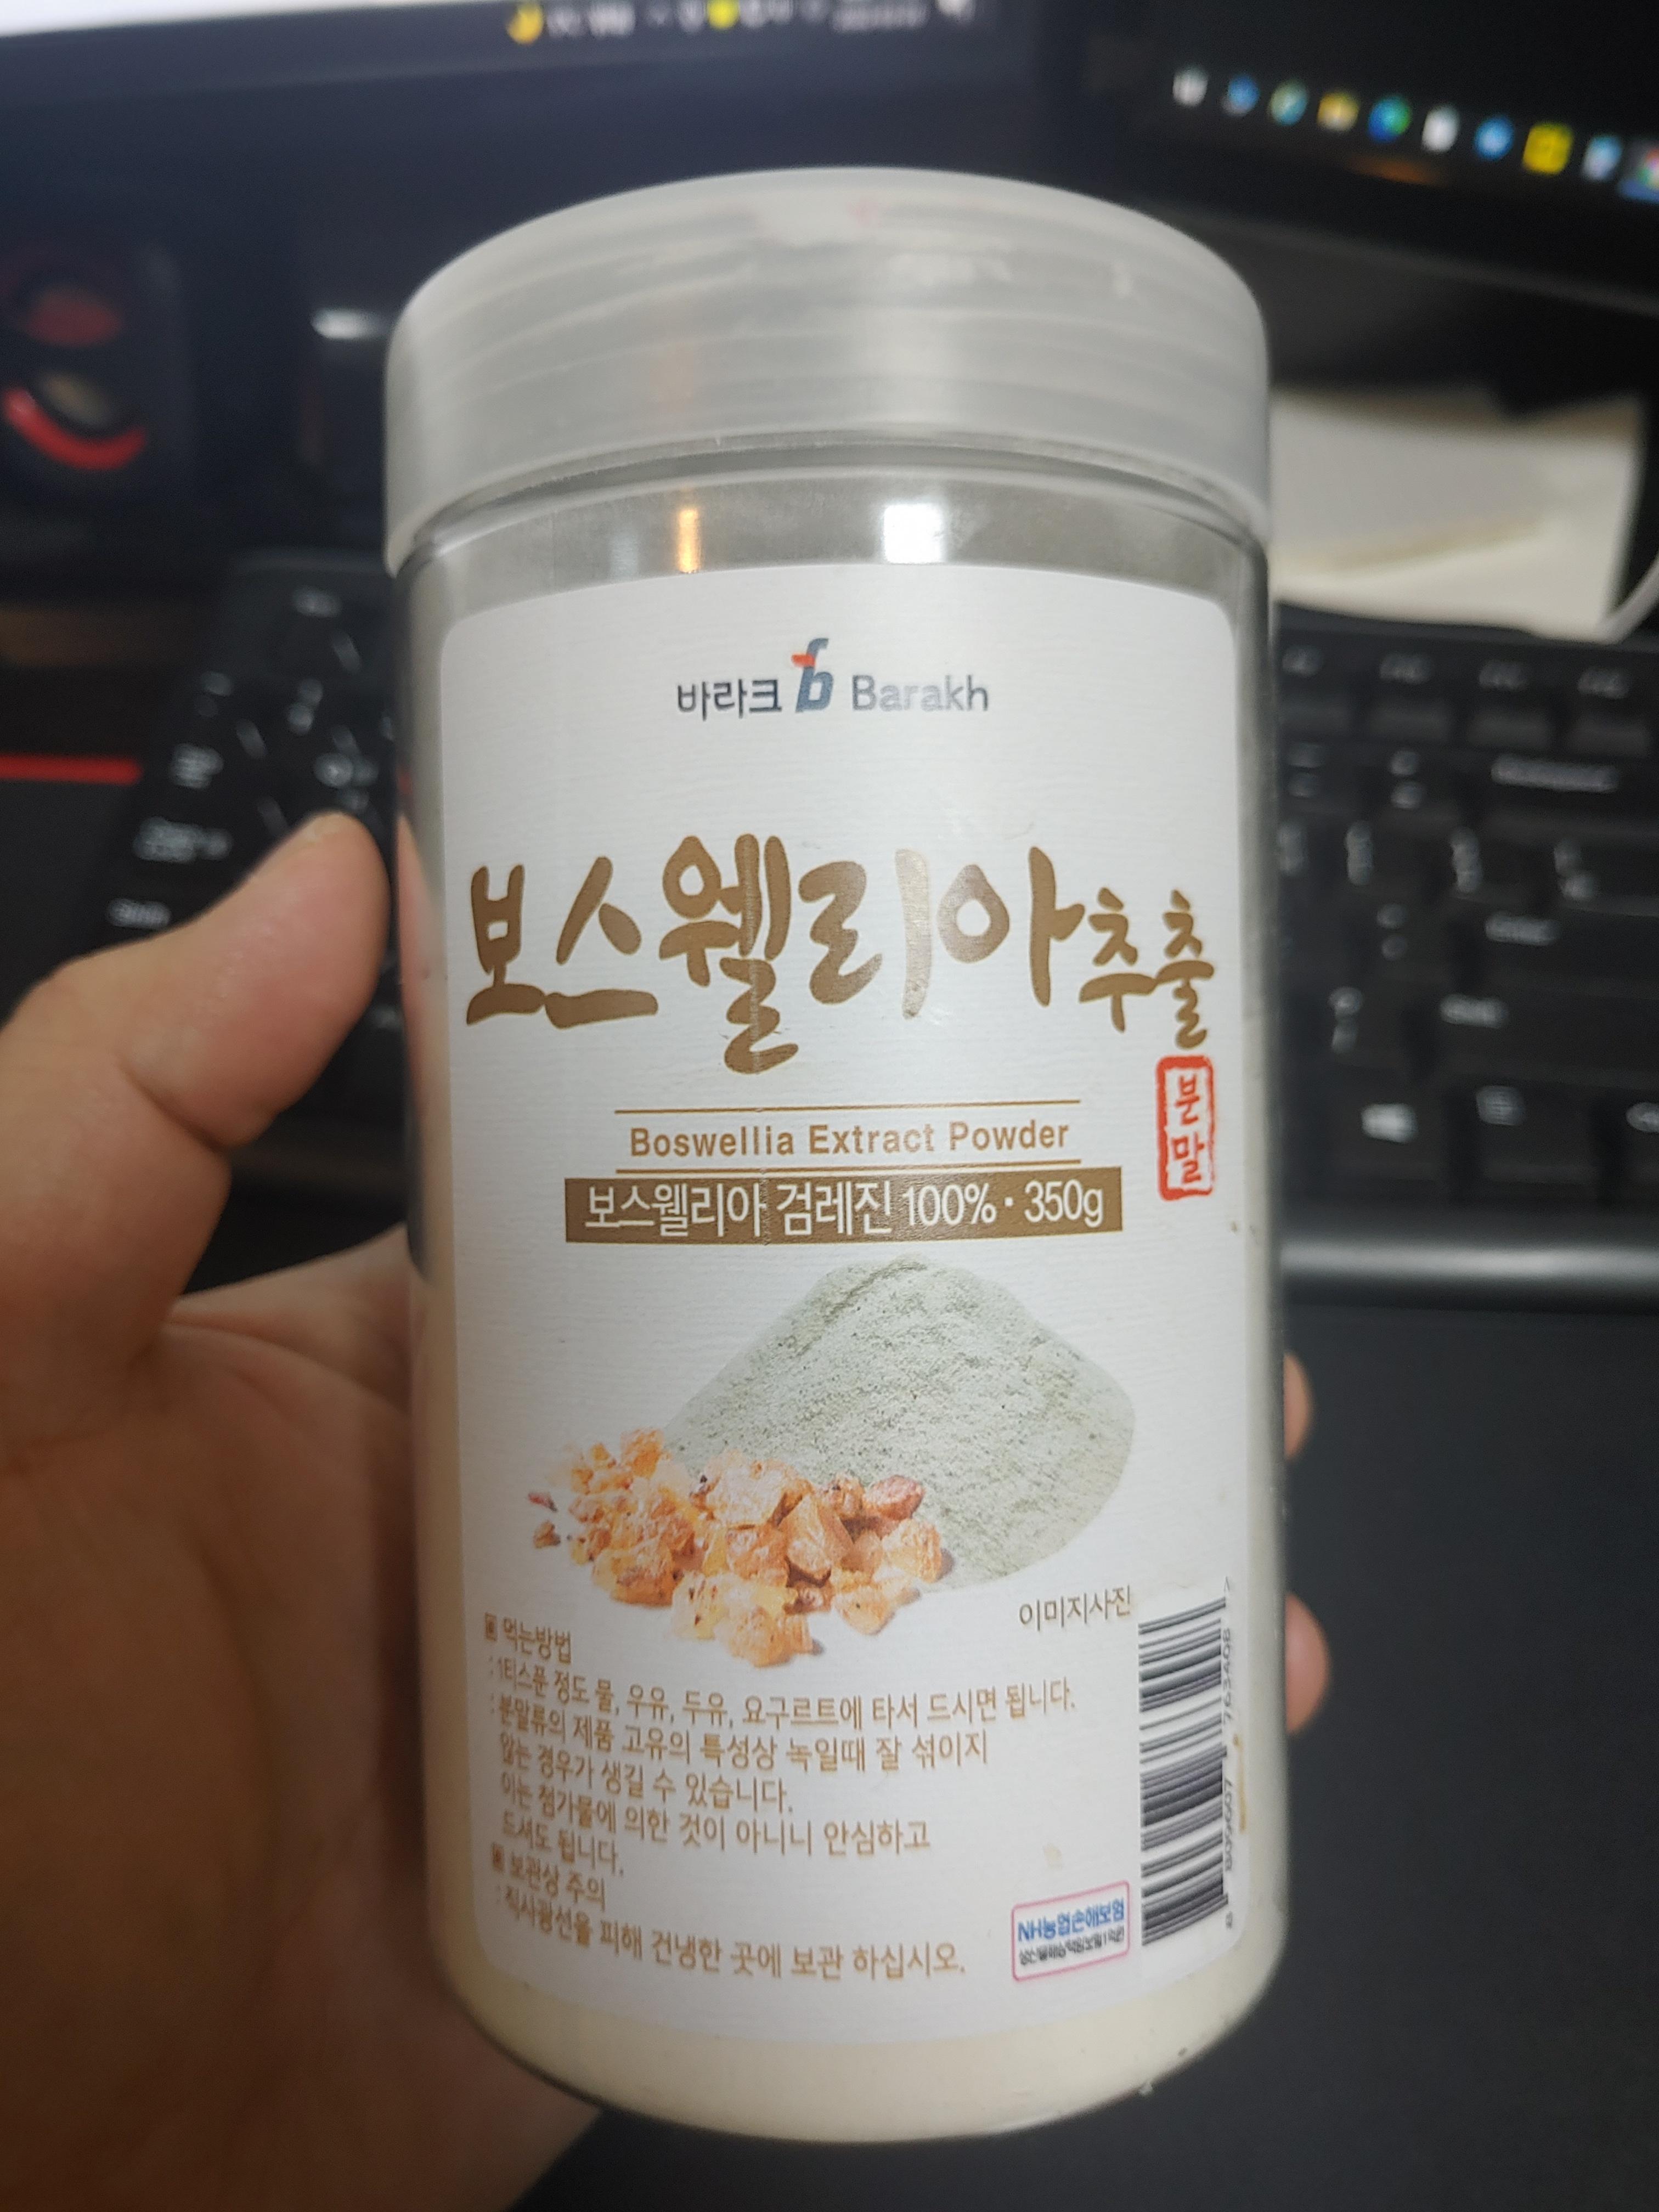 바라크 b Barakh
보스웰리아추출
분말
Boswellia Extract Powder
보스웰리아 검레진 100% · 350g
이미지사진
▣ 먹는방법
: 1티스푼 정도 물, 우유, 두유, 요구르트에 타서 드시면 됩니다.
: 분말류의 제품 고유의 특성상 녹일때 잘 섞이지
않는 경우가 생길 수 있습니다.
이는 첨가물에 의한 것이 아니니 안심하고
드셔도 됩니다.
▣ 보관상 주의
: 직사광선을 피해 건냉한 곳에 보관 하십시오.
NH농협손해보험